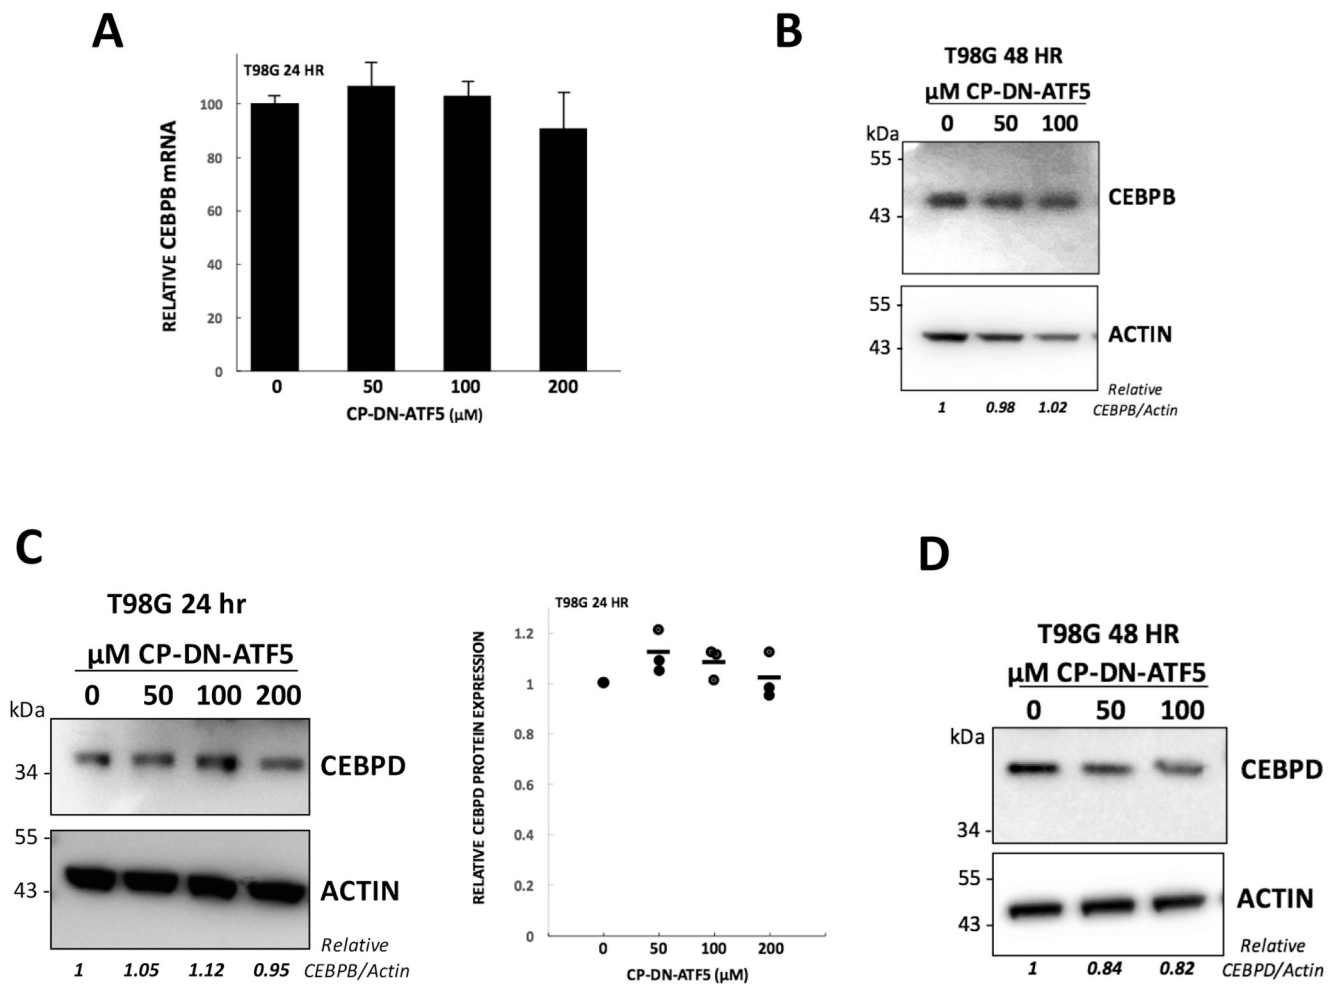 A
T98G 24 HR
RELATIVE CEBPB mRNA
100
80
60
40
20
0
0 50 100 200
CP-DN-ATF5 (µM)
B
T98G 48 HR
µM CP-DN-ATF5
0 50 100
kDa
55 -
43 -
CEBPB
55 -
43 -
ACTIN
Relative
1 0.98 1.02 CEBPB/Actin
C
T98G 24 hr
µM CP-DN-ATF5
0 50 100 200
kDa
34 -
CEBPD
55 -
43 -
ACTIN
Relative
1 1.05 1.12 0.95 CEBPB/Actin
T98G 24 HR
RELATIVE CEBPD PROTEIN EXPRESSION
1.2
1
0.8
0.6
0.4
0.2
0
0 50 100 200
CP-DN-ATF5 (µM)
D
T98G 48 HR
µM CP-DN-ATF5
0 50 100
kDa
CEBPD
34 -
55 -
43 -
ACTIN
Relative
1 0.84 0.82 CEBPD/Actin